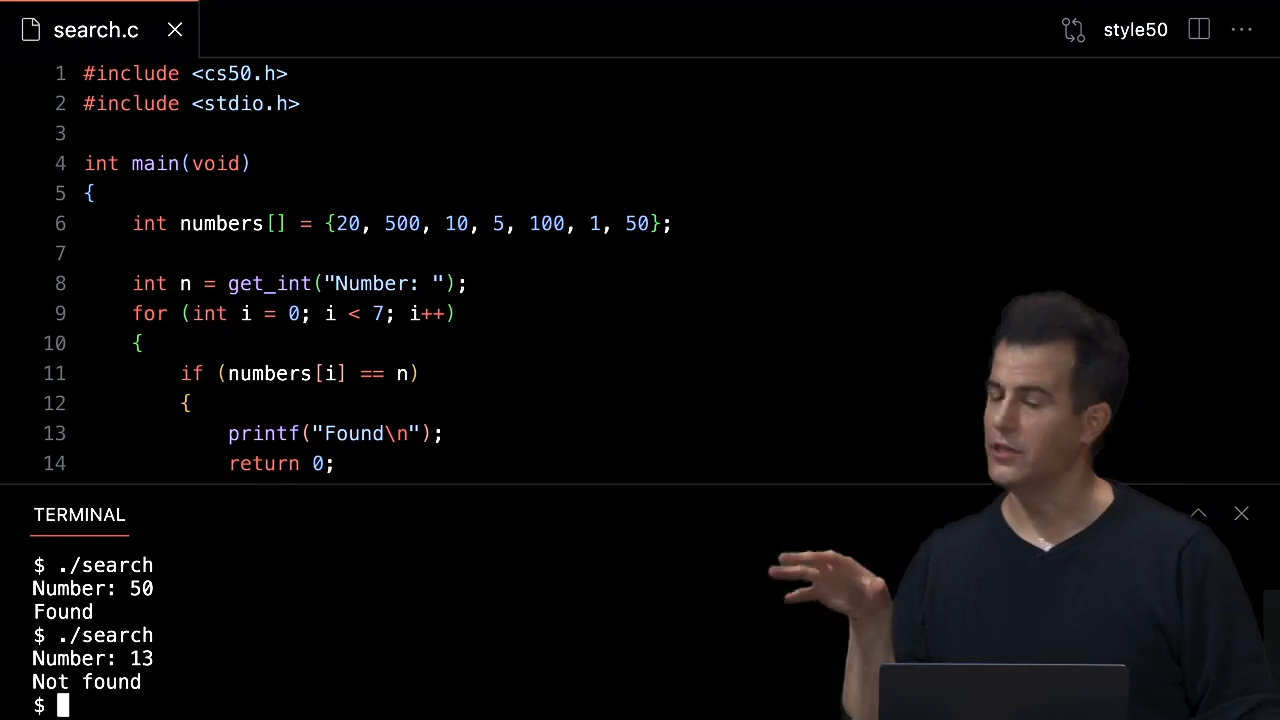 search.c
style50
1 #include <cs50.h>
2 #include <stdio.h>
3
4 int main(void)
5 {
6     int numbers[] = {20, 500, 10, 5, 100, 1, 50};
7
8     int n = get_int("Number: ");
9     for (int i = 0; i < 7; i++)
10     {
11         if (numbers[i] == n)
12         {
13             printf("Found\n");
14             return 0;
TERMINAL
$ ./search
Number: 50
Found
$ ./search
Number: 13
Not found
$